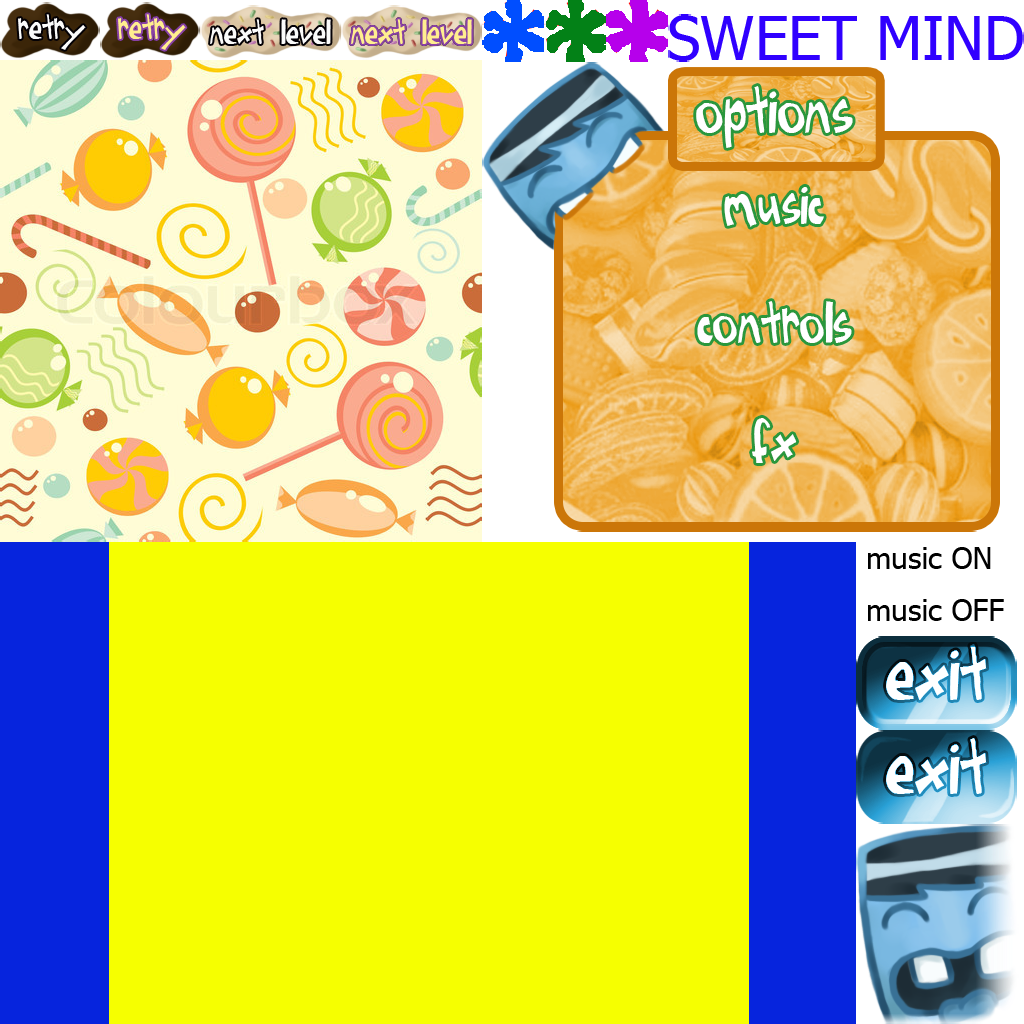 retry
retry
next level
next level
*** SWEET MIND
options
music
controls
fx
Colourbox
music ON
music OFF
exit
exit